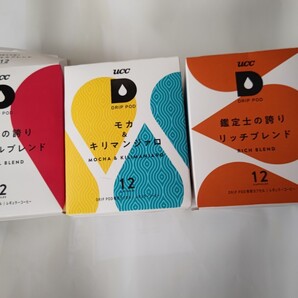 ucc
D
DRIP POD
士の誇り
ルブレンド
BLEND
12
ucc
D
DRIP POD
モカ
&
キリマンジァロ
MOCHA & KILIMANJARO
12
ucc
D
DRIP POD
鑑定士の誇り
リッチブレンド
RICH BLEND
12